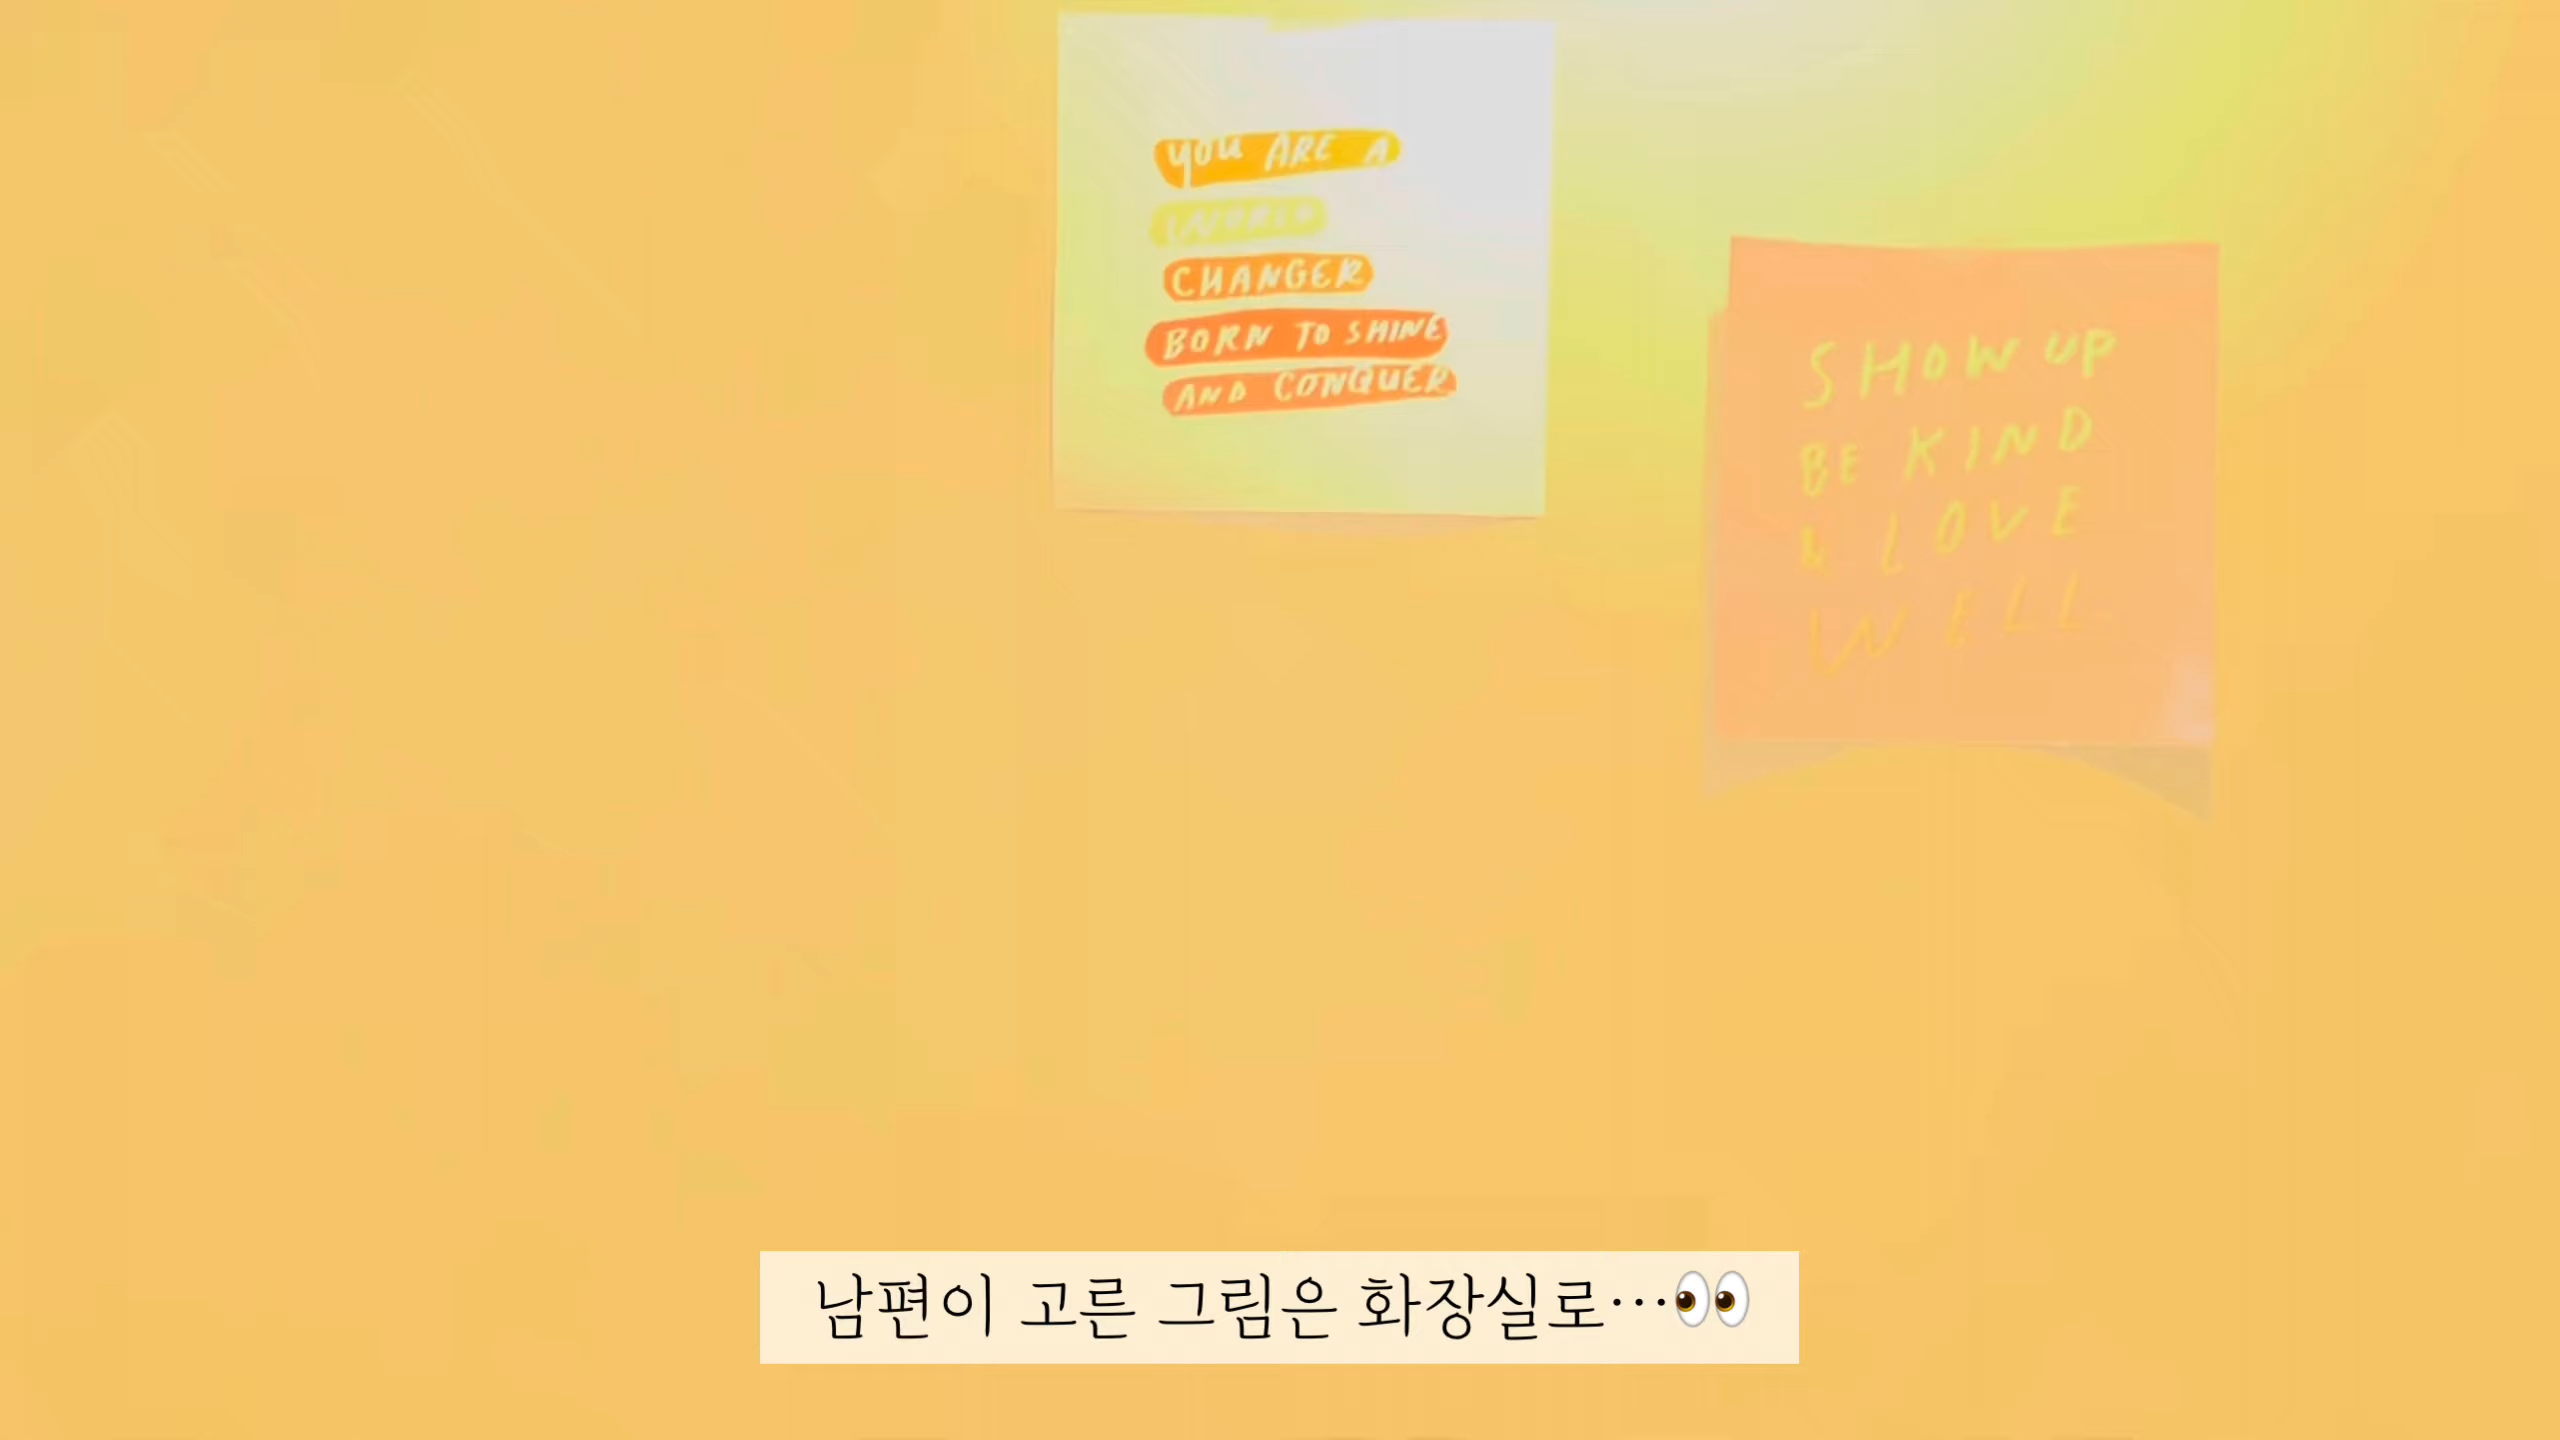 YOU ARE A
WORLD
CHANGER
BORN TO SHINE
AND CONQUER
SHOW UP
BE KIND
& LOVE
WELL
남편이 고른 그림은 화장실로…👀